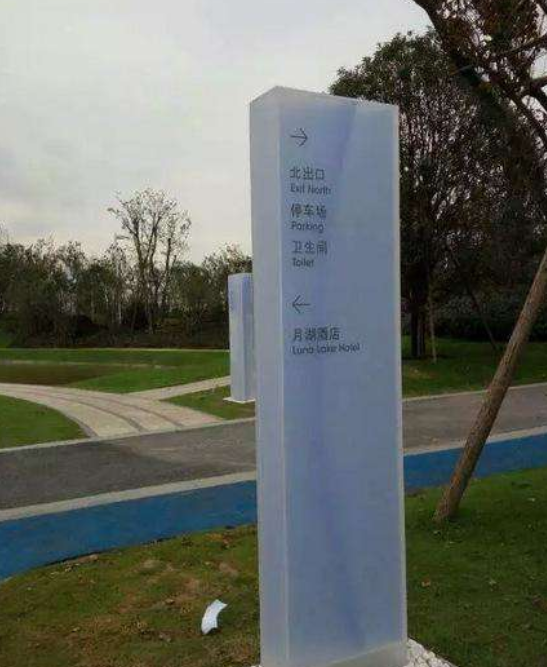 →
北出口
Exit North
停车场
Parking
卫生间
Toilet
←
月湖酒店
Luna Lake Hotel